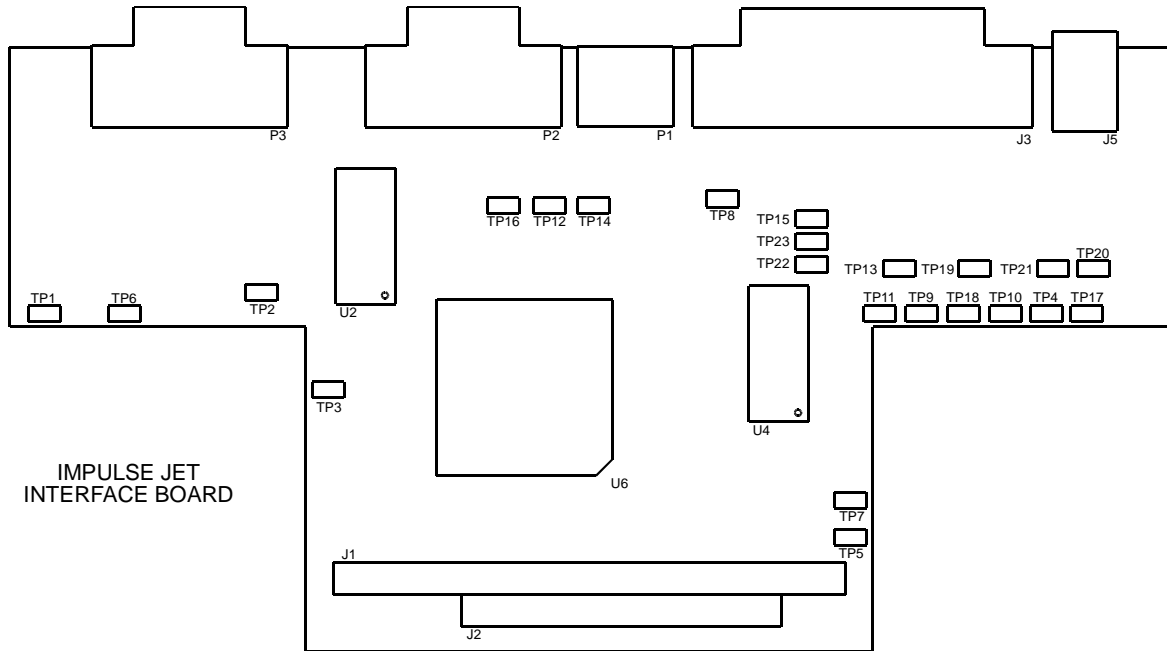 P3
P2
P1
J3
J5
TP16
TP12
TP14
TP8
TP15
TP23
TP22
TP13
TP19
TP21
TP20
TP1
TP6
TP2
U2
TP11
TP9
TP18
TP10
TP4
TP17
TP3
U4
IMPULSE JET
INTERFACE BOARD
U6
TP7
TP5
J1
J2